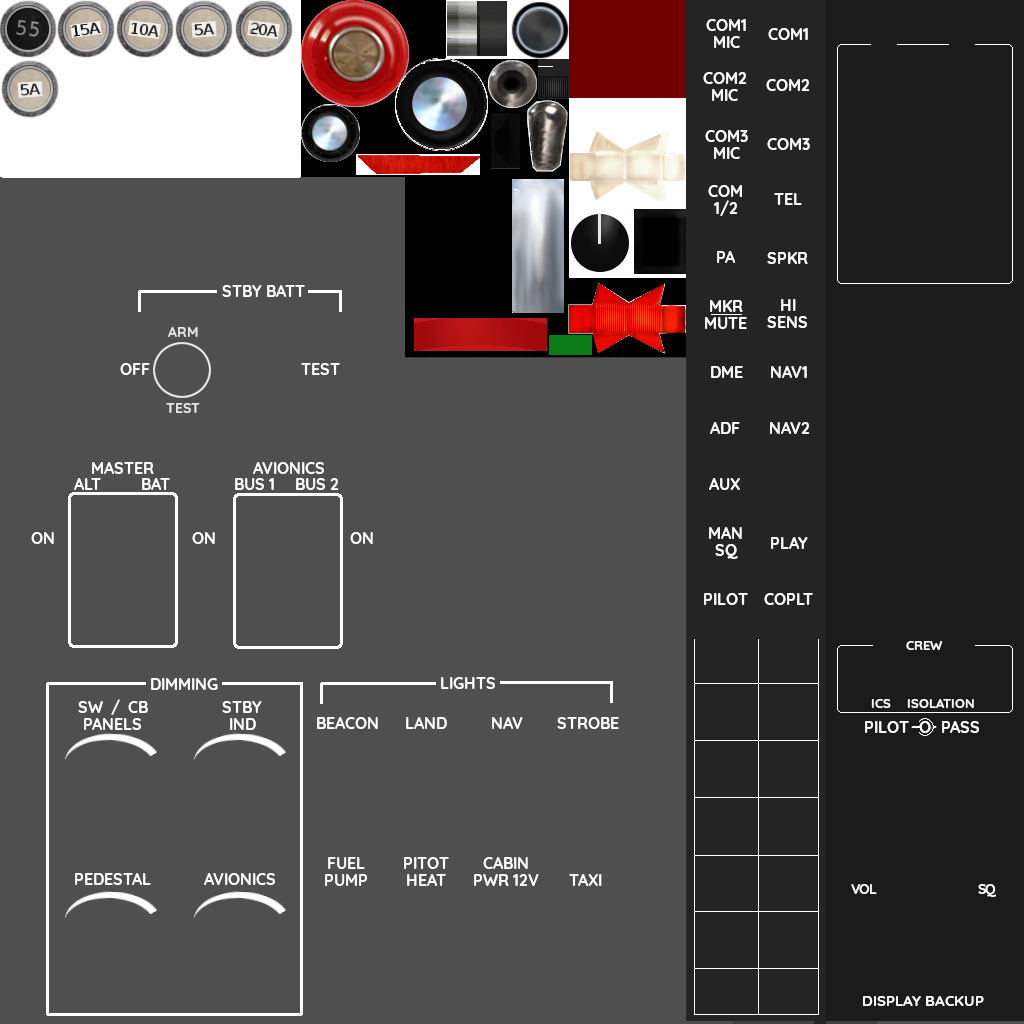 55
15A
10A
5A
20A
5A
STBY BATT
ARM
OFF
TEST
TEST
MASTER
ALT BAT
AVIONICS
BUS 1 BUS 2
ON
ON
ON
DIMMING
SW / CB
PANELS
STBY
IND
PEDESTAL
AVIONICS
LIGHTS
BEACON
LAND
NAV
STROBE
FUEL
PUMP
PITOT
HEAT
CABIN
PWR 12V
TAXI
COM1
MIC
COM1
COM2
MIC
COM2
COM3
MIC
COM3
COM
1/2
TEL
PA
SPKR
MKR
MUTE
HI
SENS
DME
NAV1
ADF
NAV2
AUX
MAN
SQ
PLAY
PILOT
COPLT
CREW
ICS ISOLATION
PILOT PASS
VOL
SQ
DISPLAY BACKUP